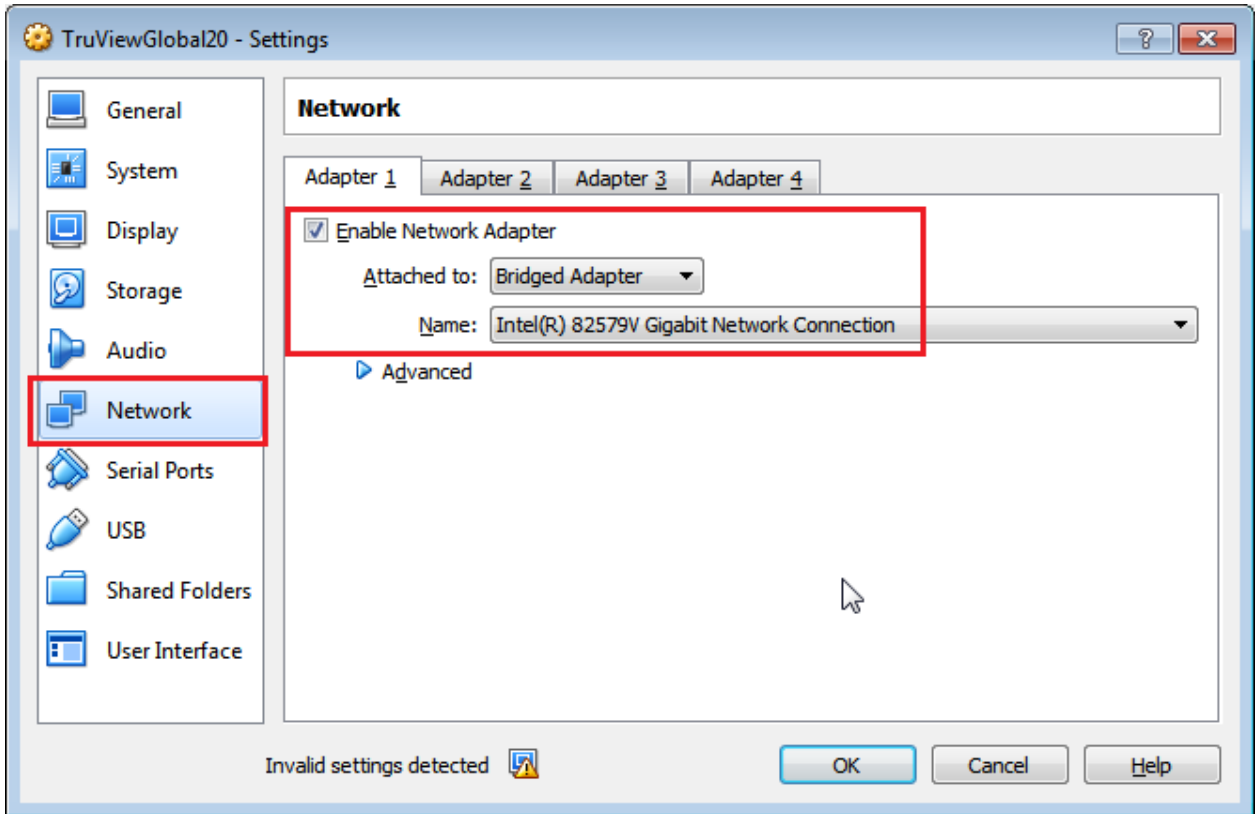 TruViewGlobal20 - Settings
General
System
Display
Storage
Audio
Network
Serial Ports
USB
Shared Folders
User Interface
Network
Adapter 1 Adapter 2 Adapter 3 Adapter 4
Enable Network Adapter
Attached to: Bridged Adapter
Name: Intel(R) 82579V Gigabit Network Connection
Advanced
Invalid settings detected
OK Cancel Help